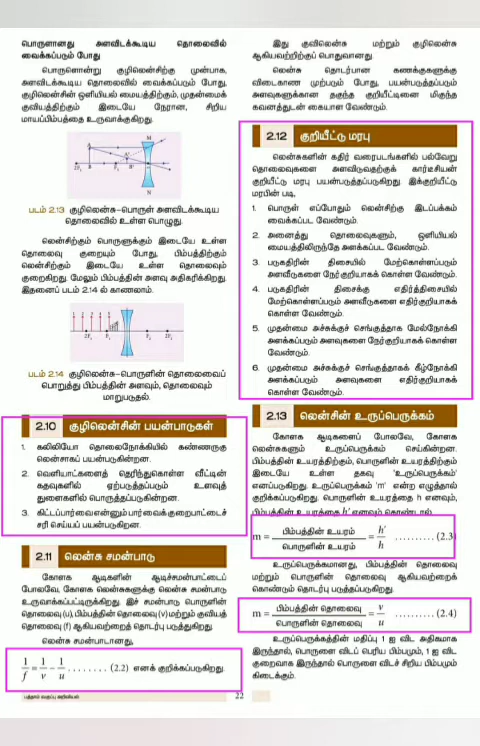 பொருளானது அளவிடக்கூடிய தொலைவில்
வைக்கப்படும் போது
பொருளொன்று குழிலென்சிற்கு முன்பாக,
அளவிடக்கூடிய தொலைவில் வைக்கப்படும் போது,
குழிலென்சின் ஒளியியல் மையத்திற்கும், முதன்மைக்
குவியத்திற்கும் இடையே நேரான, சிறிய
மாயப்பிம்பத்தை உருவாக்குகிறது.
படம் 2.13 குழிலென்சு–பொருள் அளவிடக்கூடிய
தொலைவில் உள்ள பொழுது.
லென்சிற்கும் பொருளுக்கும் இடையே உள்ள
தொலைவு குறையும் போது, பிம்பத்திற்கும்
லென்சிற்கும் இடையே உள்ள தொலைவும்
குறைகிறது. மேலும் பிம்பத்தின் அளவு அதிகரிக்கிறது.
இதனைப் படம் 2.14 ல் காணலாம்.
படம் 2.14 குழிலென்சு–பொருளின் தொலைவைப்
பொறுத்து பிம்பத்தின் அளவும், தொலைவும்
மாறுபடுதல்.
2.10 குழிலென்சின் பயன்பாடுகள்
1. கலிலியோ தொலைநோக்கியில் கண்ணருகு
லென்சாகப் பயன்படுகின்றன.
2. வெளியாட்களைத் தெரிந்துகொள்ள வீட்டின்
கதவுகளில் ஏற்படுத்தப்படும் உளவுத்
துளைகளில் பொருத்தப்படுகின்றன.
3. கிட்டப்பார்வை என்னும் பார்வைக் குறைபாட்டைச்
சரி செய்யப் பயன்படுகிறன.
2.11 லென்சு சமன்பாடு
கோளக ஆடிகளின் ஆடிச்சமன்பாட்டைப்
போலவே, கோளக லென்சுகளுக்கு லென்சு சமன்பாடு
உருவாக்கப்பட்டிருக்கிறது. இச் சமன்பாடு பொருளின்
தொலைவு (u), பிம்பத்தின் தொலைவு (v) மற்றும் குவியத்
தொலைவு (f) ஆகியவற்றைத் தொடர்பு படுத்துகிறது.
லென்சு சமன்பாடானது,
1/f = 1/v − 1/u ........ (2.2) எனக் குறிக்கப்படுகிறது.
பத்தாம் வகுப்பு அறிவியல்
இது குவிலென்சு மற்றும் குழிலென்சு
ஆகியவற்றிற்குப் பொதுவானது
லென்சு தொடர்பான கணக்குகளுக்கு
விடைகாண முற்படும் போது, பயன்படுத்தப்படும்
அளவுகளுக்கான தகுந்த குறியீட்டினை மிகுந்த
கவனத்துடன் கையாள வேண்டும்.
2.12 குறியீட்டு மரபு
லென்சுகளின் கதிர் வரைபடங்களில் பல்வேறு
தொலைவுகளை அளவிடுவதற்குக் கார்டீசியன்
குறியீட்டு மரபு பயன்படுத்தப்படுகிறது. இக்குறியீட்டு
மரபின் படி,
1. பொருள் எப்போதும் லென்சிற்கு இடப்பக்கம்
வைக்கப்பட வேண்டும்.
2. அனைத்து தொலைவுகளும், ஒளியியல்
மையத்திலிருந்தே அளக்கப்பட வேண்டும்.
3. படுகதிரின் திசையில் மேற்கொள்ளப்படும்
அளவீடுகளை நேர்குறியாகக் கொள்ள வேண்டும்.
4. படுகதிரின் திசைக்கு எதிர்த்திசையில்
மேற்கொள்ளப்படும் அளவீடுகளை எதிர்குறியாகக்
கொள்ள வேண்டும்.
5. முதன்மை அச்சுக்குச் செங்குத்தாக மேல்நோக்கி
அளக்கப்படும் அளவுகளை நேர்குறியாகக் கொள்ள
வேண்டும்.
6. முதன்மை அச்சுக்குச் செங்குத்தாகக் கீழ்நோக்கி
அளக்கப்படும் அளவுகளை எதிர்குறியாகக்
கொள்ள வேண்டும்.
2.13 லென்சின் உருப்பெருக்கம்
கோளக ஆடிகளைப் போலவே, கோளக
லென்சுகளும் உருப்பெருக்கம் செய்கின்றன.
பிம்பத்தின் உயரத்திற்கும், பொருளின் உயரத்திற்கும்
இடையே உள்ள தகவு 'உருப்பெருக்கம்'
எனப்படுகிறது. உருப்பெருக்கம் 'm' என்ற எழுத்தால்
குறிக்கப்படுகிறது. பொருளின் உயரத்தை h எனவும்,
பிம்பத்தின் உயரத்தை h' எனவும் கொண்டால்
m = பிம்பத்தின் உயரம் / பொருளின் உயரம் = h'/h .......... (2.3
உருப்பெருக்கமானது, பிம்பத்தின் தொலைவு
மற்றும் பொருளின் தொலைவு ஆகியவற்றைக்
கொண்டும் தொடர்பு படுத்தப்படுகிறது.
m = பிம்பத்தின் தொலைவு / பொருளின் தொலைவு = v/u .......... (2.4)
உருப்பெருக்கத்தின் மதிப்பு 1 ஐ விட அதிகமாக
இருந்தால், பொருளை விடப் பெரிய பிம்பமும், 1 ஐ விட
குறைவாக இருந்தால் பொருளை விடச் சிறிய பிம்பமும்
கிடைக்கும்.
22